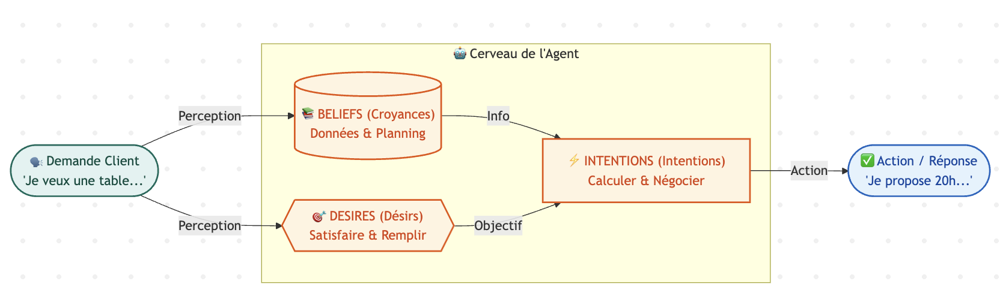 🤖 Cerveau de l'Agent
Perception
📚 BELIEFS (Croyances)
Données & Planning
Info
🗣️ Demande Client
'Je veux une table...'
⚡ INTENTIONS (Intentions)
Calculer & Négocier
Action
✅ Action / Réponse
'Je propose 20h...'
Perception
🎯 DESIRES (Désirs)
Satisfaire & Remplir
Objectif